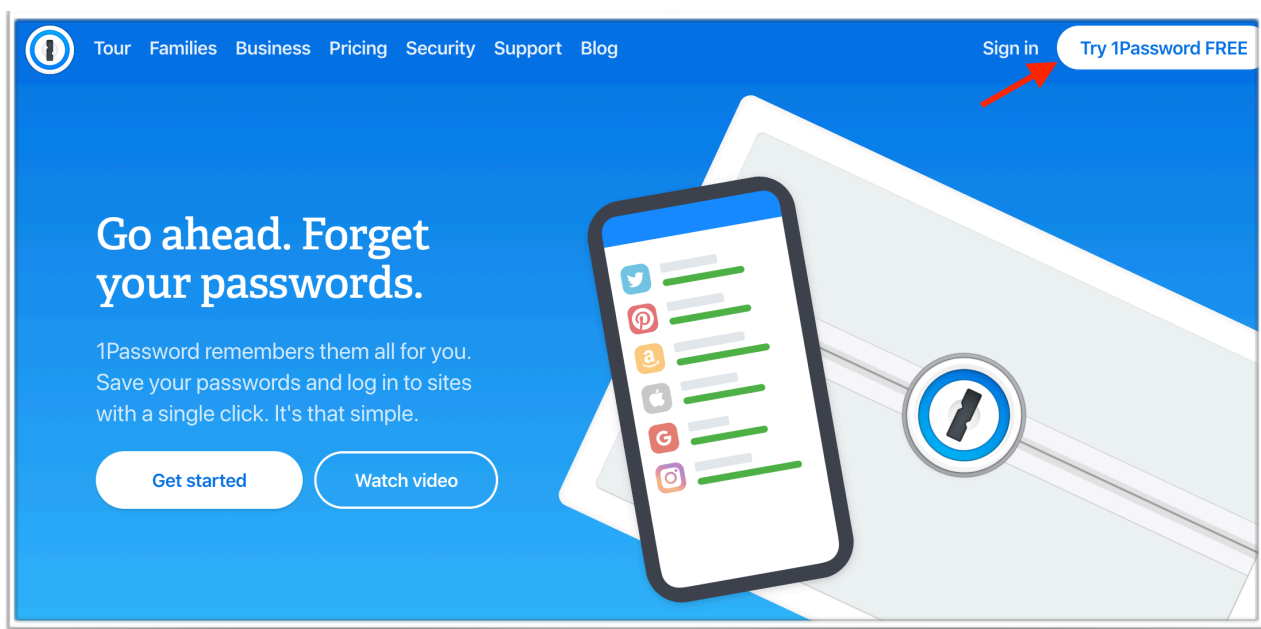 Tour Families Business Pricing Security Support Blog Sign in Try 1Password FREE
Go ahead. Forget
your passwords.
1Password remembers them all for you.
Save your passwords and log in to sites
with a single click. It's that simple.
Get started Watch video